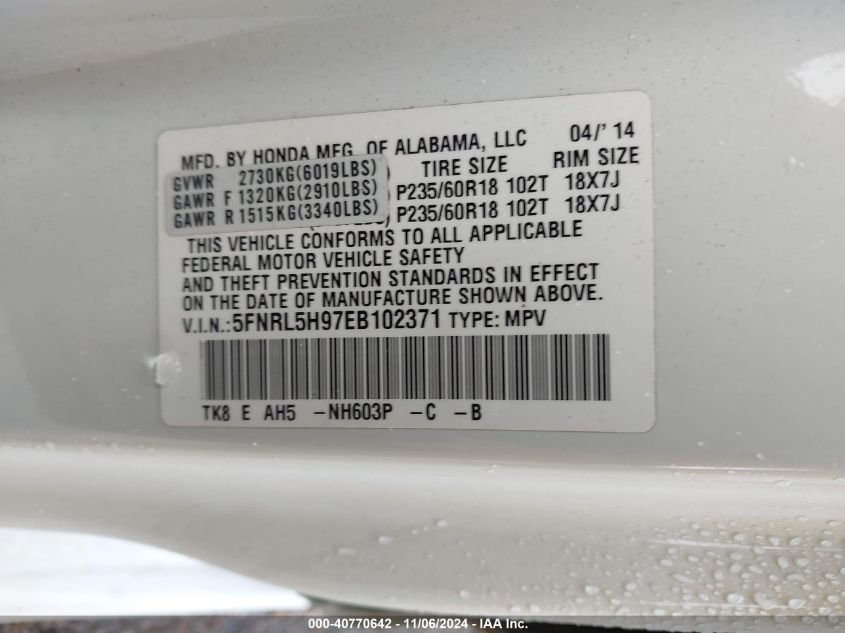 MFD. BY HONDA MFG. OF ALABAMA, LLC 04/'14
GVWR 2730KG(6019LBS) TIRE SIZE RIM SIZE
GAWR F 1320KG(2910LBS) P235/60R18 102T 18X7J
GAWR R 1515KG(3340LBS) P235/60R18 102T 18X7J
THIS VEHICLE CONFORMS TO ALL APPLICABLE
FEDERAL MOTOR VEHICLE SAFETY
AND THEFT PREVENTION STANDARDS IN EFFECT
ON THE DATE OF MANUFACTURE SHOWN ABOVE.
V.I.N.:5FNRL5H97EB102371 TYPE: MPV
TK8 E AH5 -NH603P -C -B
000-40770642 - 11/06/2024 - IAA Inc.